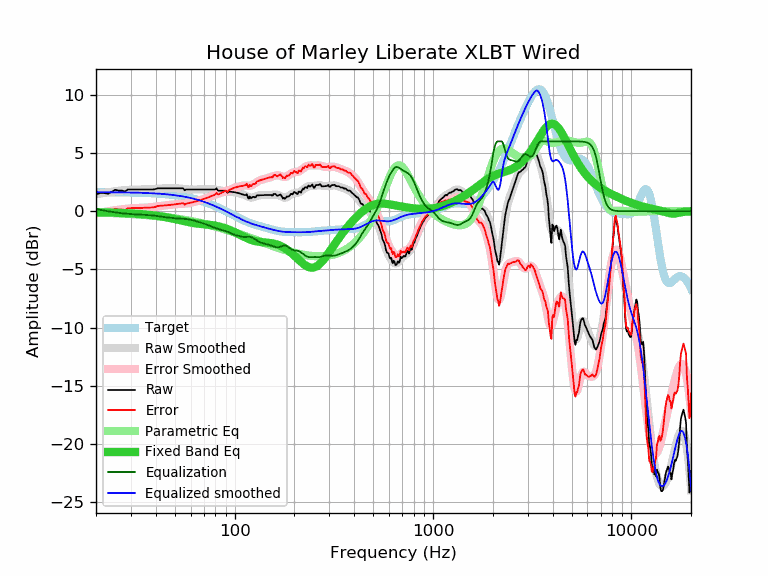 House of Marley Liberate XLBT Wired
10
5
0
−5
−10
−15
−20
−25
Amplitude (dBr)
Target
Raw Smoothed
Error Smoothed
Raw
Error
Parametric Eq
Fixed Band Eq
Equalization
Equalized smoothed
100 1000 10000
Frequency (Hz)